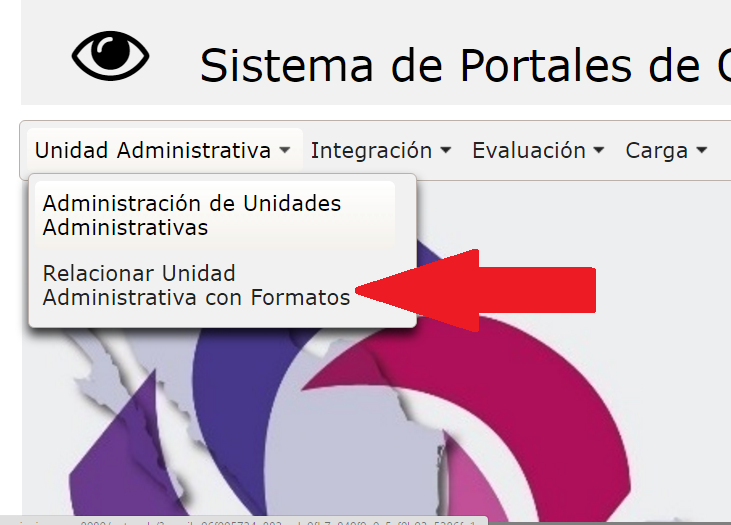 Sistema de Portales de
Unidad Administrativa Integración Evaluación Carga
Administración de Unidades
Administrativas
Relacionar Unidad
Administrativa con Formatos